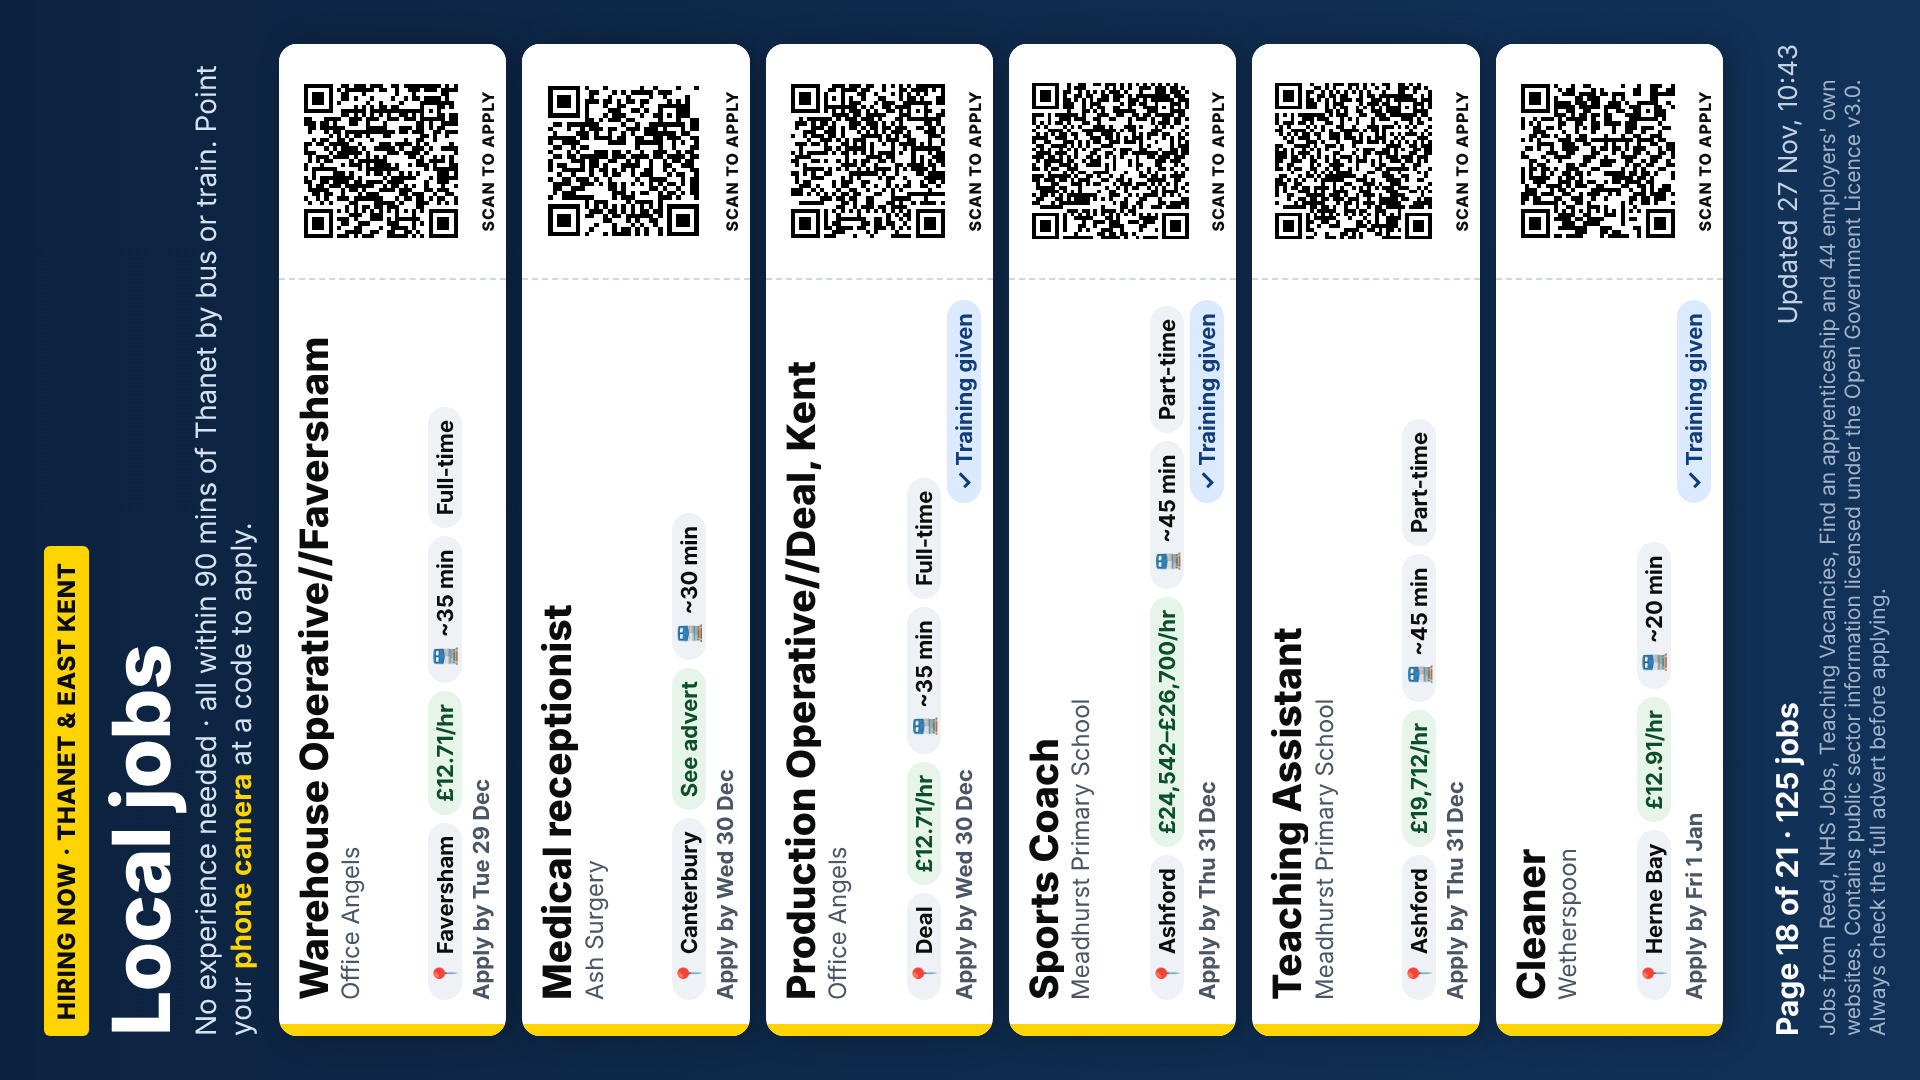 HIRING NOW · THANET & EAST KENT
Local jobs
No experience needed · all within 90 mins of Thanet by bus or train. Point
your phone camera at a code to apply.
Warehouse Operative//Faversham
Office Angels
Faversham
£12.71/hr
~35 min
Full-time
Apply by Tue 29 Dec
SCAN TO APPLY
Medical receptionist
Ash Surgery
Canterbury
See advert
~30 min
Apply by Wed 30 Dec
SCAN TO APPLY
Production Operative//Deal, Kent
Office Angels
Deal
£12.71/hr
~35 min
Full-time
Apply by Wed 30 Dec
✓ Training given
SCAN TO APPLY
Sports Coach
Meadhurst Primary School
Ashford
£24,542–£26,700/hr
~45 min
Part-time
Apply by Thu 31 Dec
✓ Training given
SCAN TO APPLY
Teaching Assistant
Meadhurst Primary School
Ashford
£19,712/hr
~45 min
Part-time
Apply by Thu 31 Dec
SCAN TO APPLY
Cleaner
Wetherspoon
Herne Bay
£12.91/hr
~20 min
Apply by Fri 1 Jan
✓ Training given
SCAN TO APPLY
Page 18 of 21 · 125 jobs
Updated 27 Nov, 10:43
Jobs from Reed, NHS Jobs, Teaching Vacancies, Find an apprenticeship and 44 employers' own
websites. Contains public sector information licensed under the Open Government Licence v3.0.
Always check the full advert before applying.